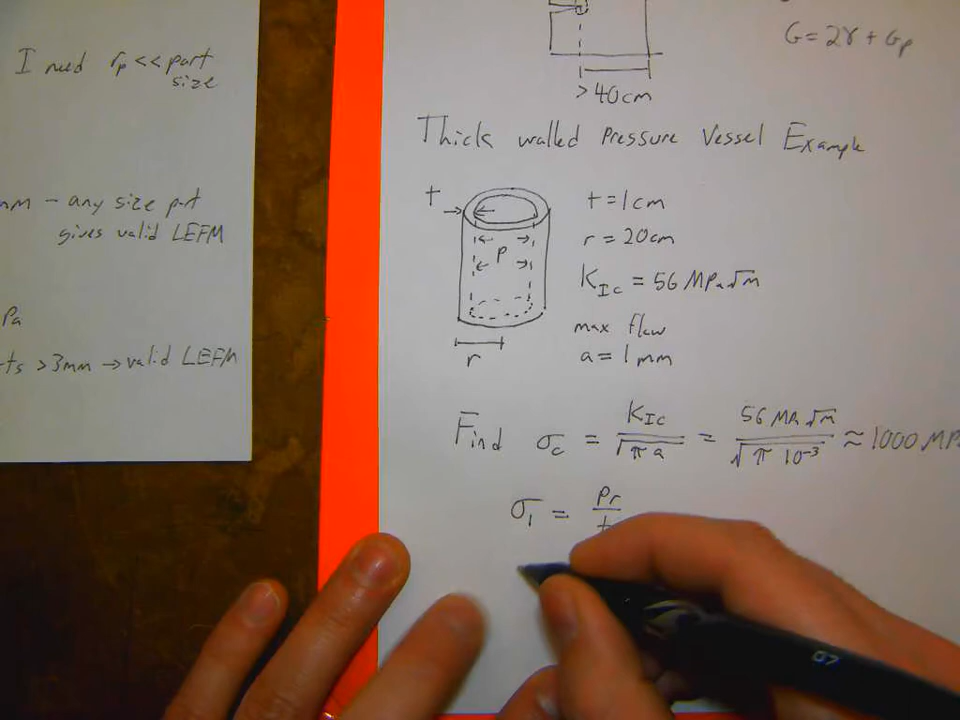 I need rp << part
size
mm - any size part
gives valid LEFM
Pa
ts > 3mm → valid LEFM
G = 2γ + Gp
> 40cm
Thick walled Pressure Vessel Example
t
P
r
t = 1cm
r = 20cm
KIc = 56 MPa√m
max flaw
a = 1mm
Find σc = KIc / √π a = 56 MPa √m / √π 10⁻³ ≈ 1000 MPa
σ1 = Pr / t
07